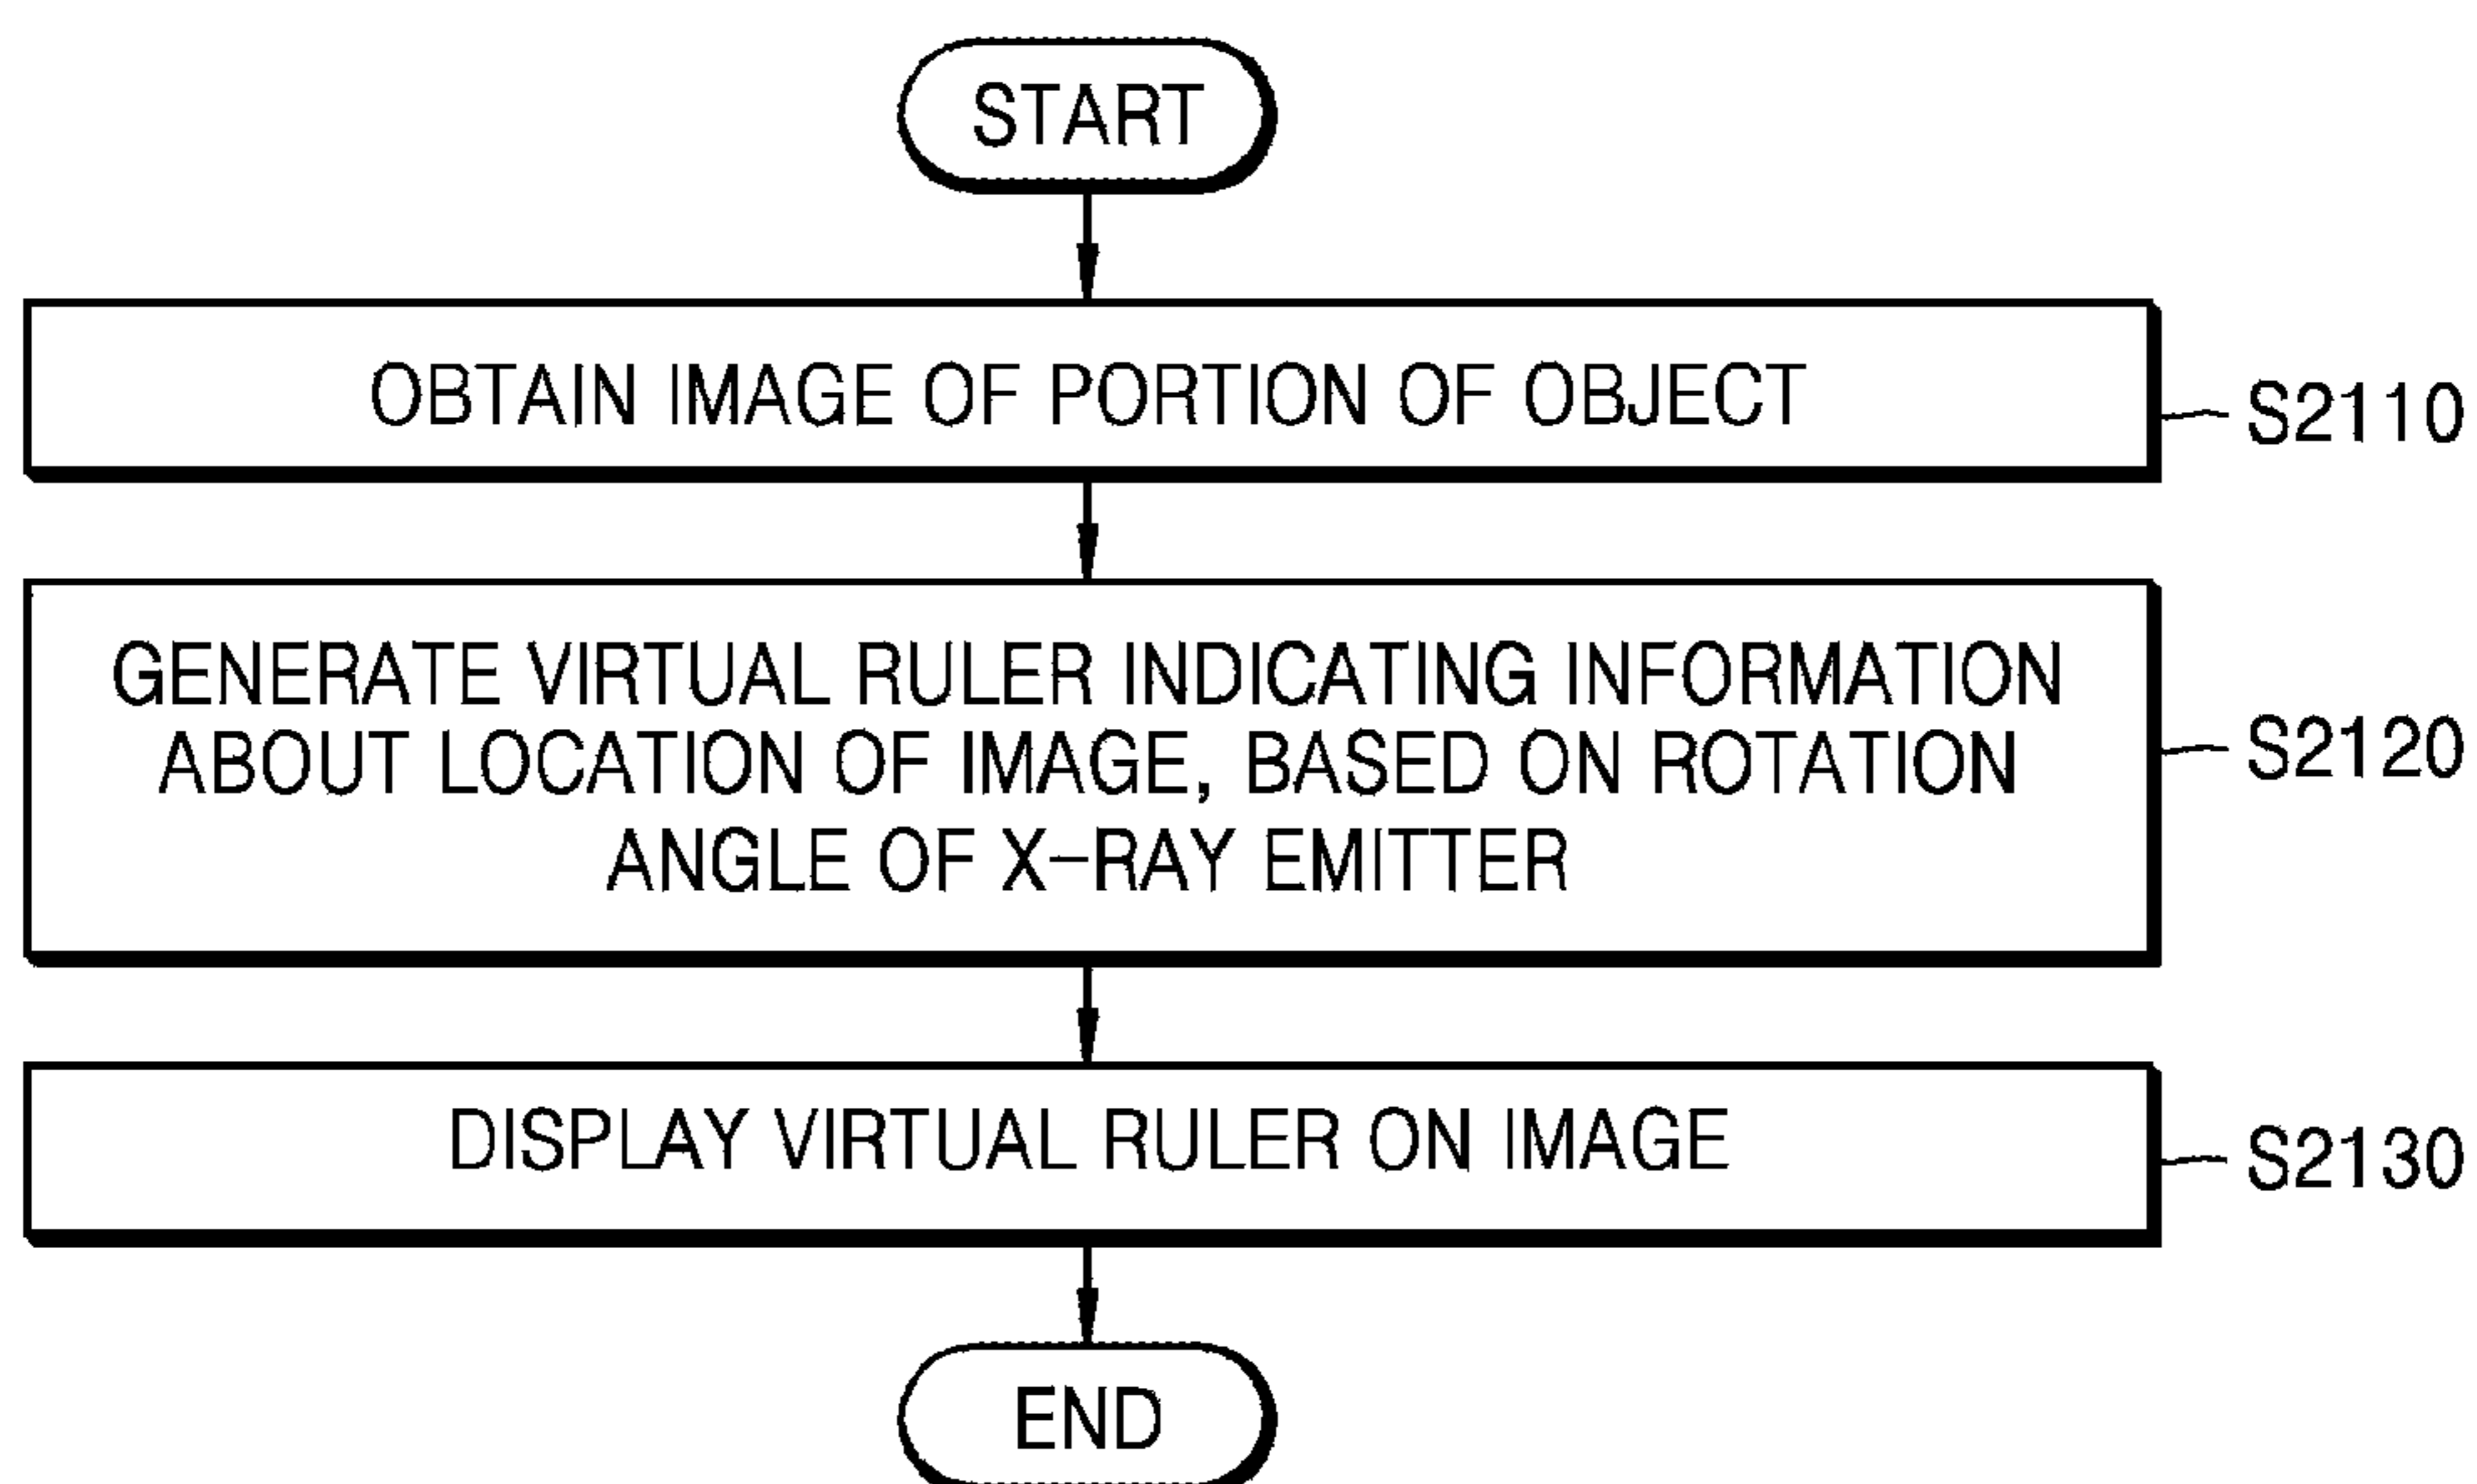 START
OBTAIN IMAGE OF PORTION OF OBJECT
S2110
GENERATE VIRTUAL RULER INDICATING INFORMATION
ABOUT LOCATION OF IMAGE, BASED ON ROTATION
ANGLE OF X-RAY EMITTER
S2120
DISPLAY VIRTUAL RULER ON IMAGE
S2130
END